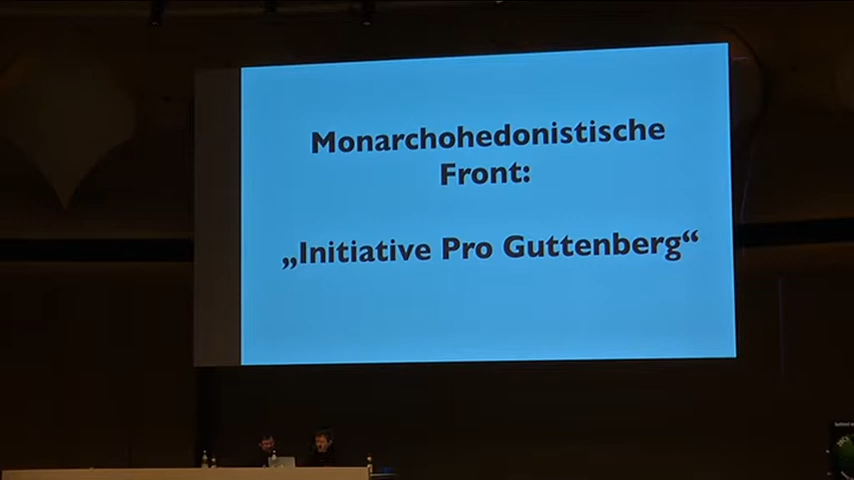 Monarchohedonistische
Front:
„Initiative Pro Guttenberg“